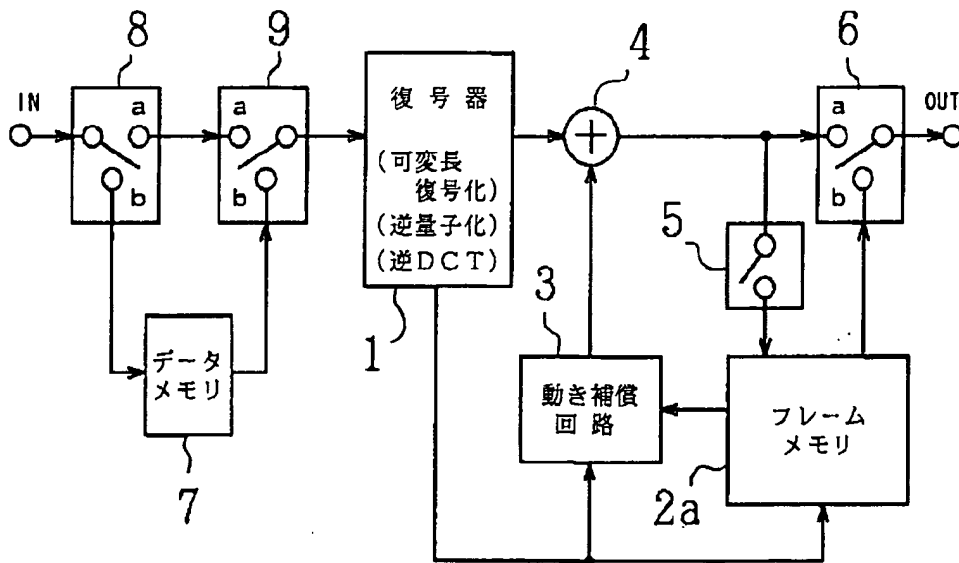 8
9
4
6
IN
a
b
a
b
復号器
(可変長
復号化)
(逆量子化)
(逆DCT)
+
a
b
OUT
5
3
1
データ
メモリ
7
動き補償
回路
フレーム
メモリ
2a